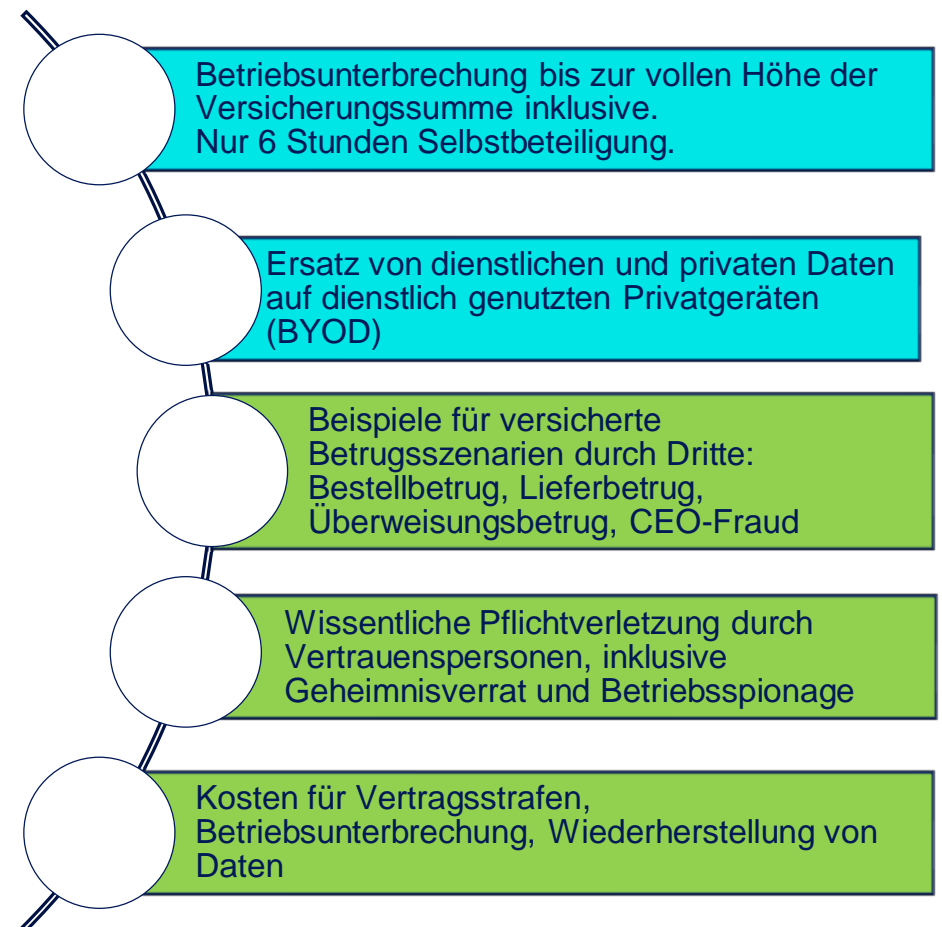 Betriebsunterbrechung bis zur vollen Höhe der
Versicherungssumme inklusive.
Nur 6 Stunden Selbstbeteiligung.
Ersatz von dienstlichen und privaten Daten
auf dienstlich genutzten Privatgeräten
(BYOD)
Beispiele für versicherte
Betrugsszenarien durch Dritte:
Bestellbetrug, Lieferbetrug,
Überweisungsbetrug, CEO-Fraud
Wissentliche Pflichtverletzung durch
Vertrauenspersonen, inklusive
Geheimnisverrat und Betriebsspionage
Kosten für Vertragsstrafen,
Betriebsunterbrechung, Wiederherstellung von
Daten